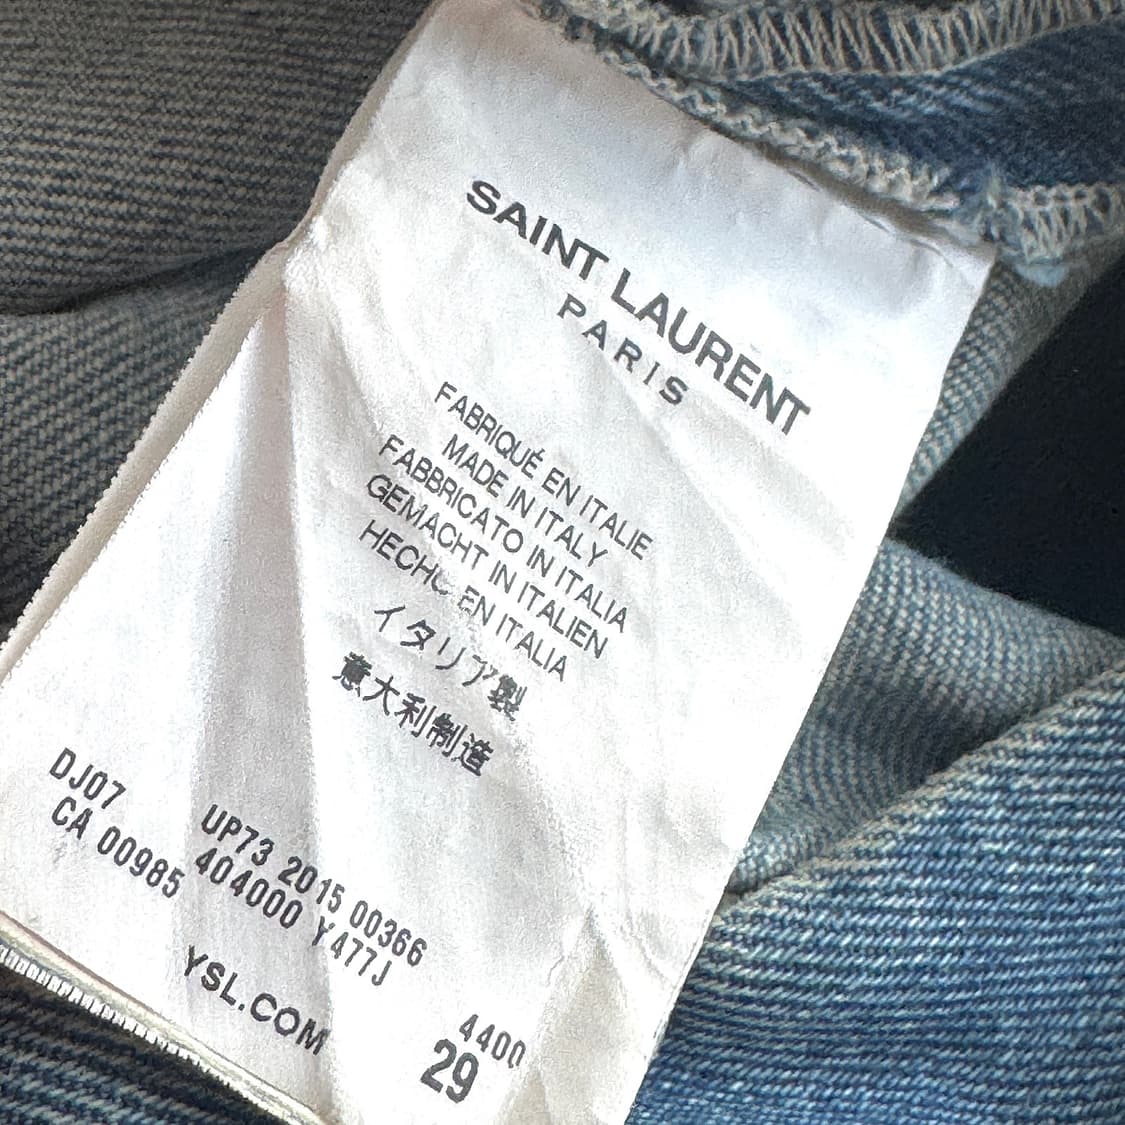 SAINT LAURENT
PARIS
FABRIQUÉ EN ITALIE
MADE IN ITALY
FABBRICATO IN ITALIA
GEMACHT IN ITALIEN
HECHO EN ITALIA
イタリア製
意大利制造
DJ07 UP73 2015 00366
CA 00985 404000 Y477J
4400
YSL.COM 29